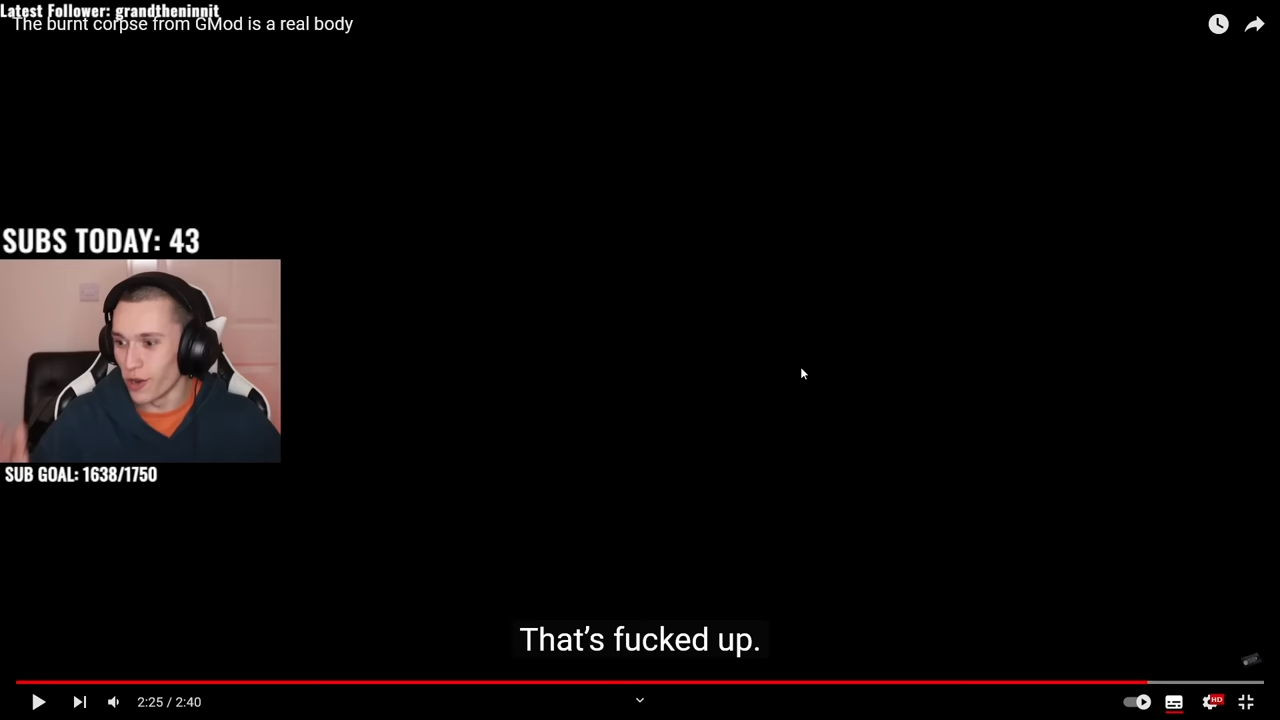 Latest Follower: grandtheninnit
The burnt corpse from GMod is a real body
SUBS TODAY: 43
SUB GOAL: 1638/1750
That’s fucked up.
2:25 / 2:40
HD